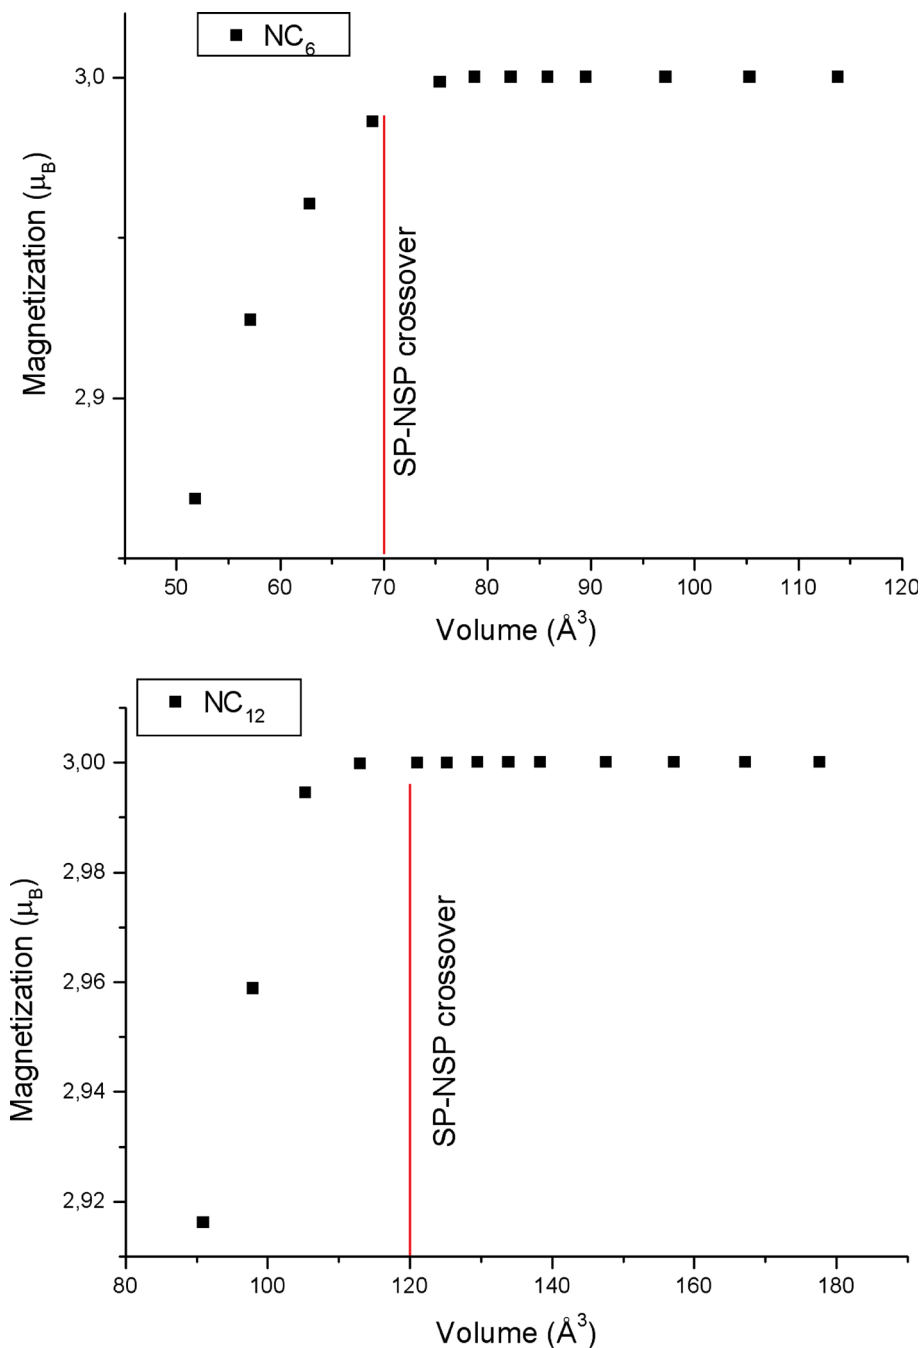 NC₆
3,0
2,9
Magnetization (μ_B)
SP-NSP crossover
50 60 70 80 90 100 110 120
Volume (Å³)
NC₁₂
3,00
2,98
2,96
2,94
2,92
Magnetization (μ_B)
SP-NSP crossover
80 100 120 140 160 180
Volume (Å³)